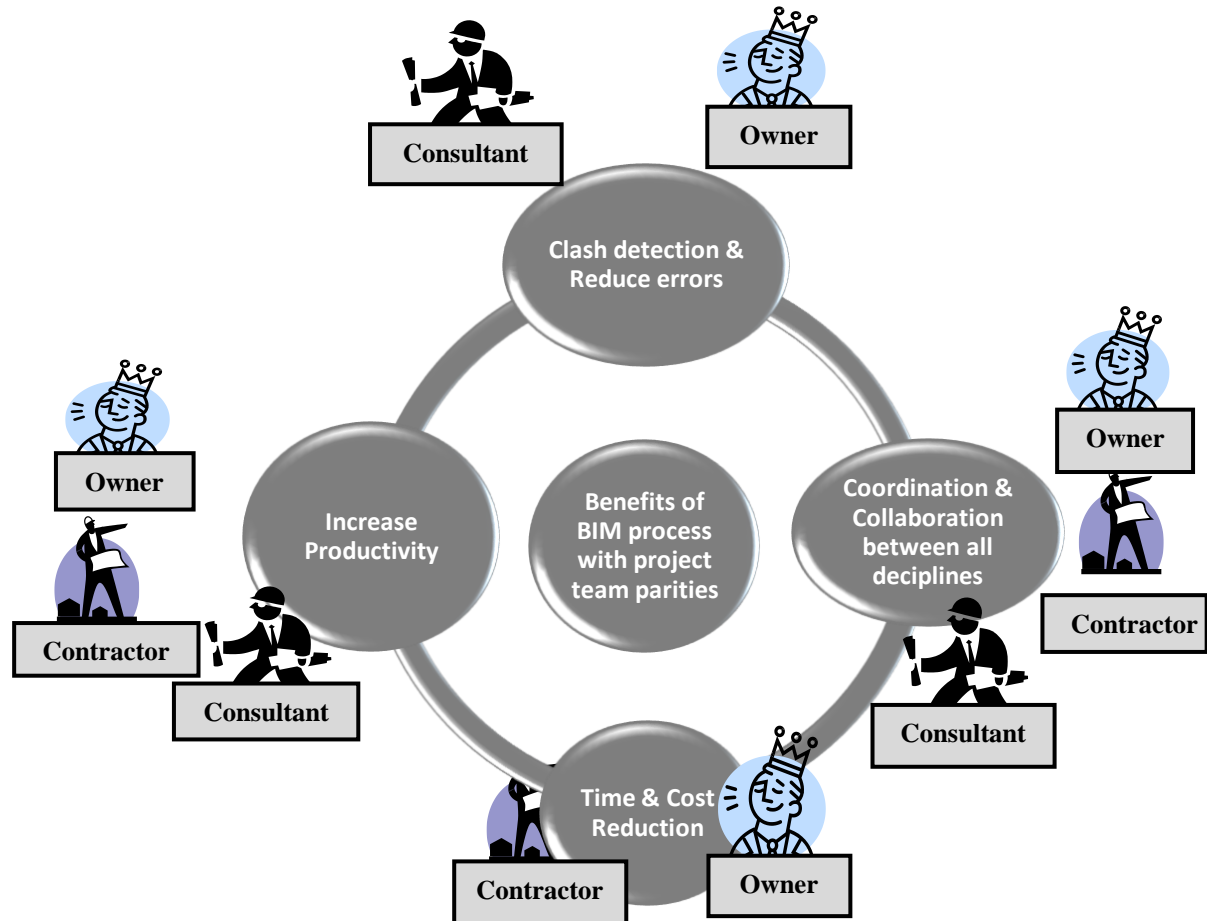 Consultant
Owner
Clash detection &
Reduce errors
Owner
Owner
Contractor
Consultant
Increase
Productivity
Benefits of
BIM process
with project
team parities
Coordination &
Collaboration
between all
deciplines
Contractor
Consultant
Time & Cost
Reduction
Contractor
Owner